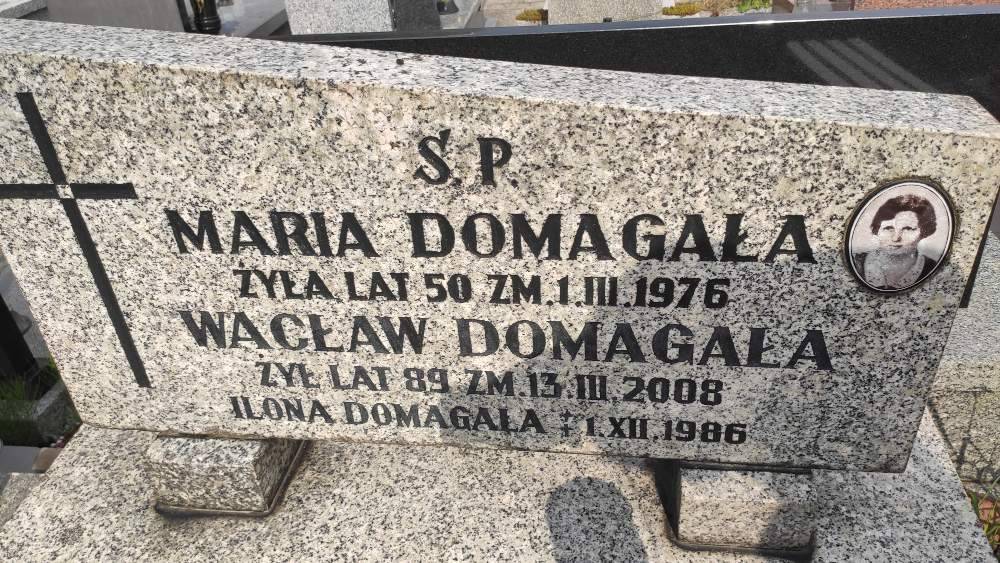 Ś.P.
MARIA DOMAGAŁA
ŻYŁA LAT 50 ZM.1.III.1976
WACŁAW DOMAGAŁA
ŻYŁ LAT 89 ZM.13.III.2008
ILONA DOMAGAŁA ⁺₊ 1.XII.1986